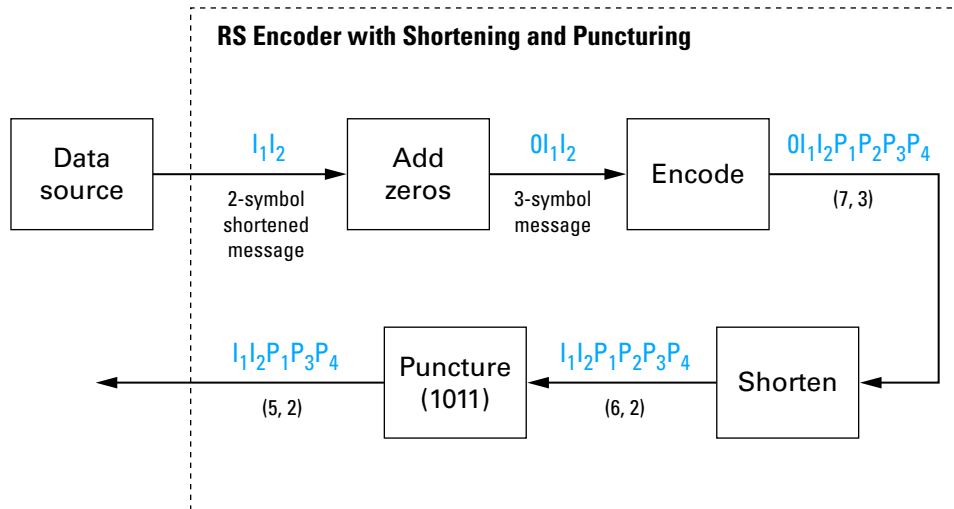 RS Encoder with Shortening and Puncturing
Data
source
I₁I₂
2-symbol
shortened
message
Add
zeros
0I₁I₂
3-symbol
message
Encode
0I₁I₂P₁P₂P₃P₄
(7, 3)
I₁I₂P₁P₃P₄
(5, 2)
Puncture
(1011)
I₁I₂P₁P₂P₃P₄
(6, 2)
Shorten